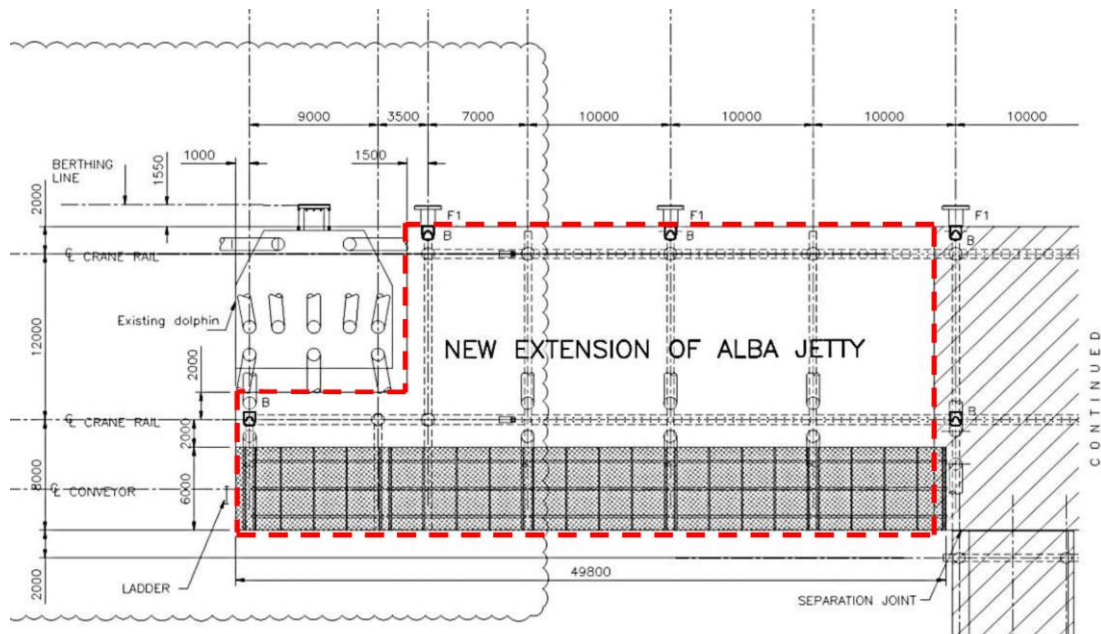 9000
3500
7000
10000
10000
10000
10000
1000
1500
BERTHING
LINE
1550
2000
F1
F1
F1
B
B
B
℄ CRANE RAIL
Existing dolphin
NEW EXTENSION OF ALBA JETTY
12000
2000
B
B
℄ CRANE RAIL
2000
CONTINUED
8000
6000
℄ CONVEYOR
2000
LADDER
49800
SEPARATION JOINT